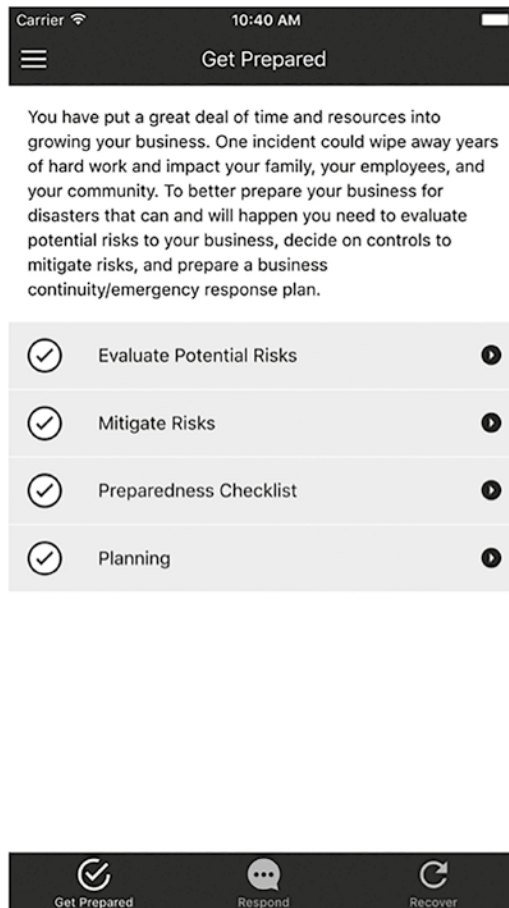 Carrier
10:40 AM
Get Prepared
You have put a great deal of time and resources into
growing your business. One incident could wipe away years
of hard work and impact your family, your employees, and
your community. To better prepare your business for
disasters that can and will happen you need to evaluate
potential risks to your business, decide on controls to
mitigate risks, and prepare a business
continuity/emergency response plan.
Evaluate Potential Risks
Mitigate Risks
Preparedness Checklist
Planning
Get Prepared
Respond
Recover